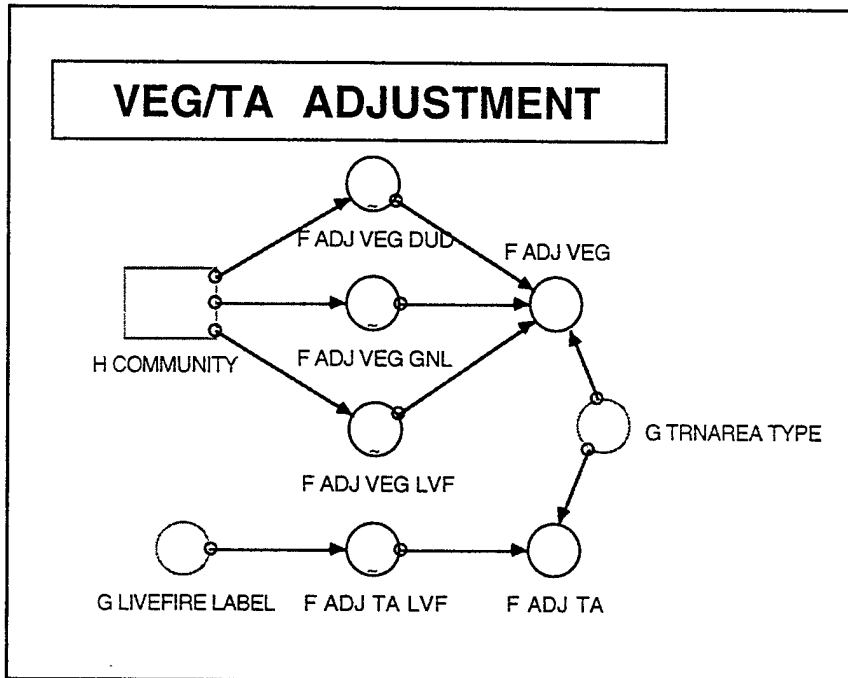 VEG/TA ADJUSTMENT
~
F ADJ VEG DUD
F ADJ VEG
~
H COMMUNITY
F ADJ VEG GNL
~
G TRNAREA TYPE
F ADJ VEG LVF
~
G LIVEFIRE LABEL
F ADJ TA LVF
F ADJ TA